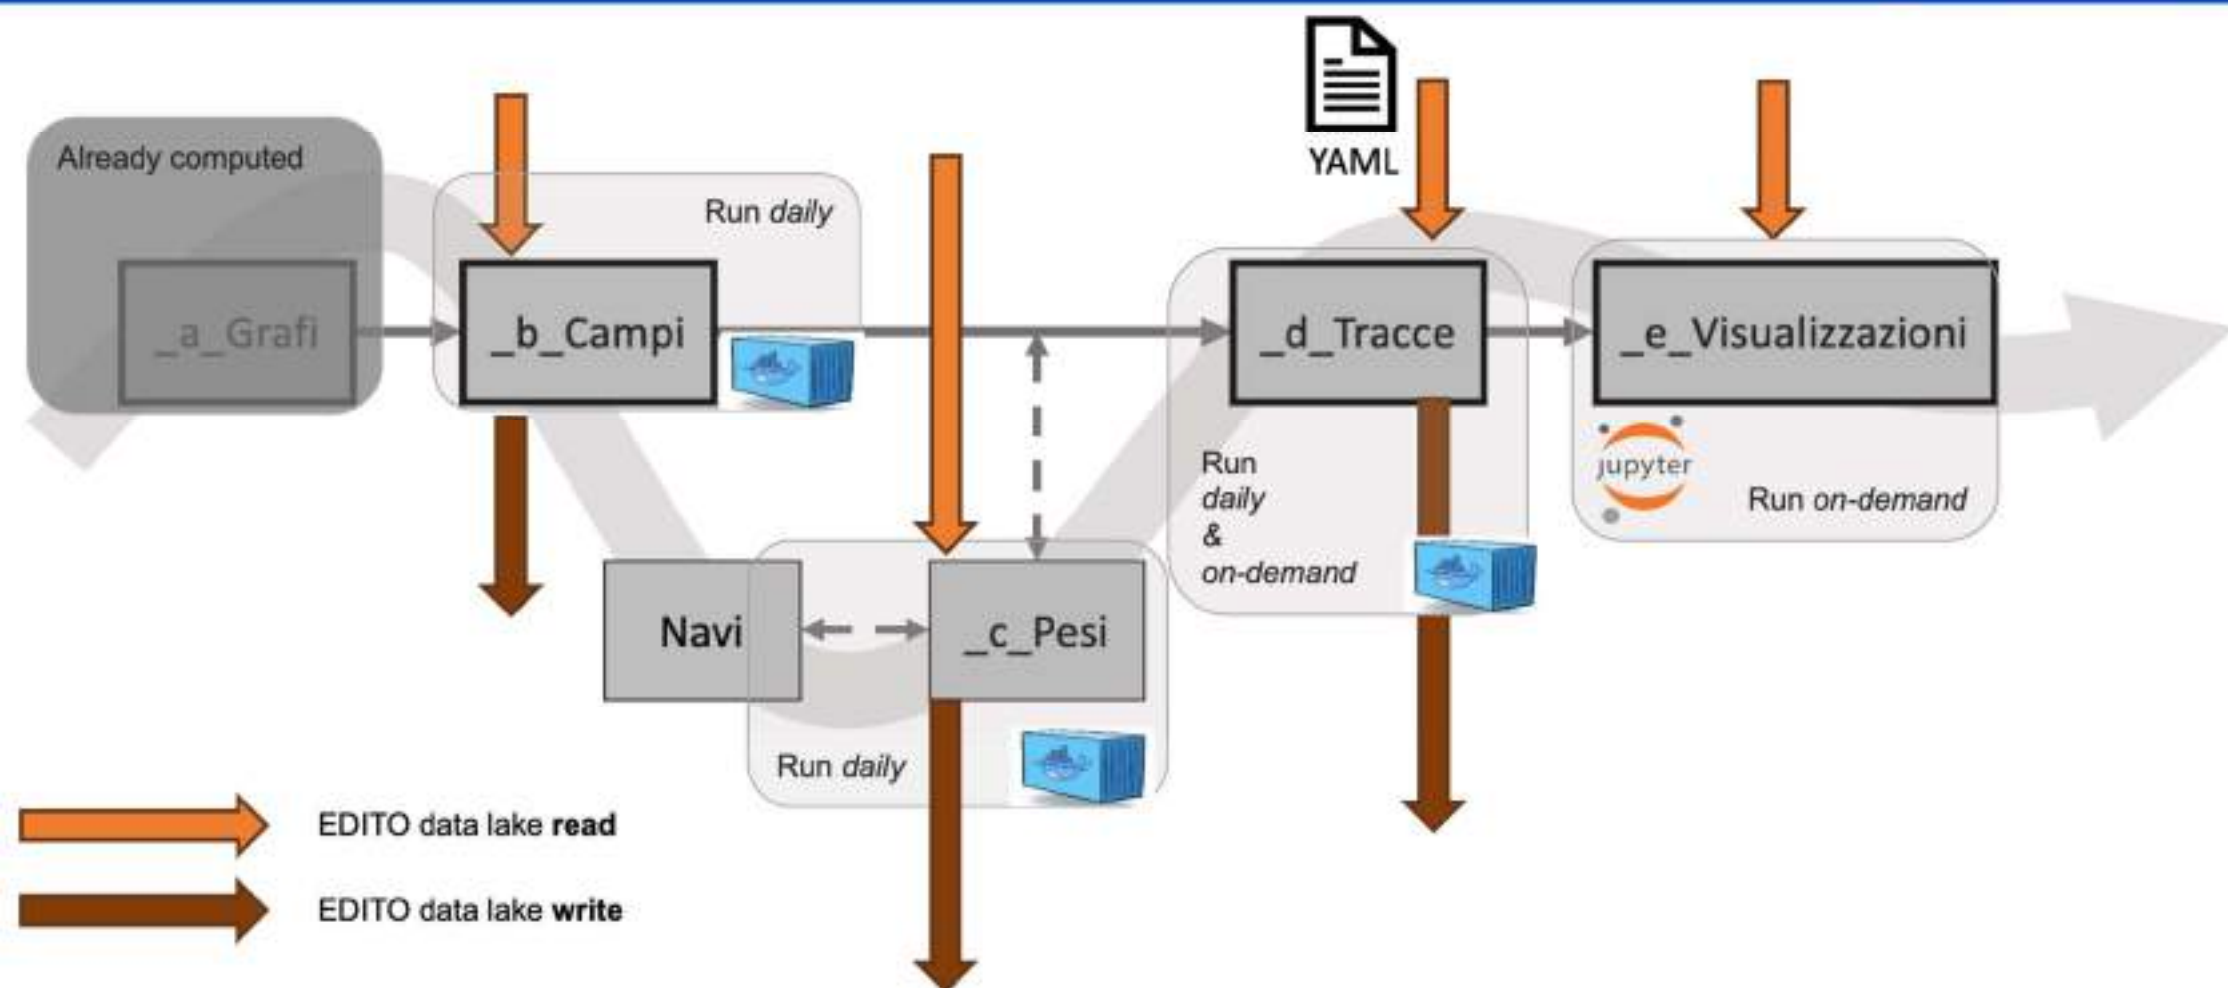 YAML
Already computed
Run daily
_a_Grafi
_b_Campi
_d_Tracce
_e_Visualizzazioni
Run
daily
&
on-demand
jupyter
Run on-demand
Navi
_c_Pesi
Run daily
EDITO data lake read
EDITO data lake write